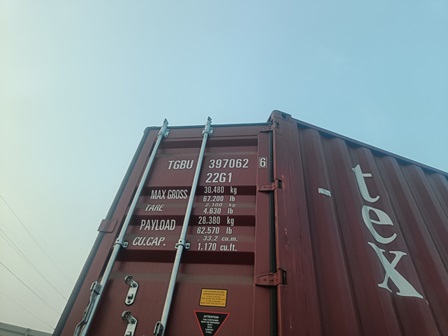 TGBU 397062 6
22G1
MAX GROSS 30,480 kg
67.200 lb
TARE 2.100 kg
4.630 lb
PAYLOAD 28.380 kg
62.570 lb
CU.CAP. 33.2 cu.m.
1.170 cu.ft.
ATTENTION
tex